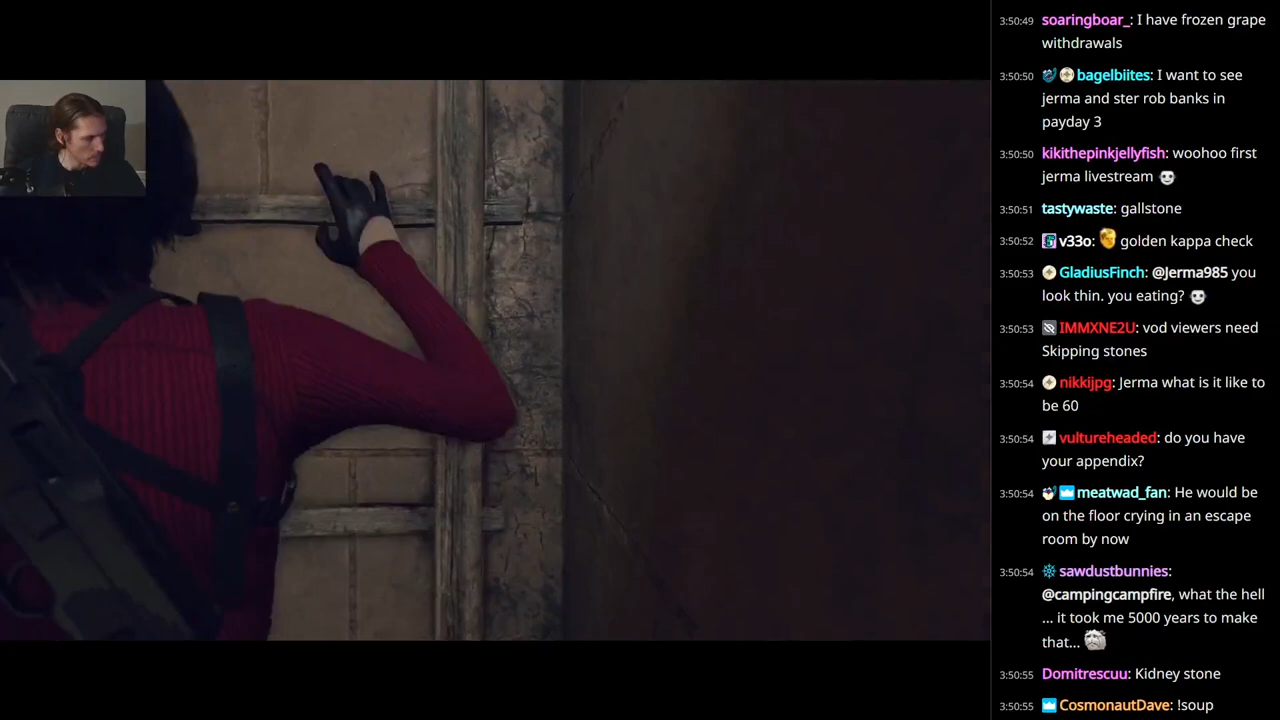 3:50:49 soaringboar_: I have frozen grape
withdrawals
3:50:50 bagelbiites: I want to see
jerma and ster rob banks in
payday 3
3:50:50 kikithepinkjellyfish: woohoo first
jerma livestream
3:50:51 tastywaste: gallstone
3:50:52 v33o: golden kappa check
3:50:53 GladiusFinch: @Jerma985 you
look thin. you eating?
3:50:53 IMMXNE2U: vod viewers need
Skipping stones
3:50:54 nikkijpg: Jerma what is it like to
be 60
3:50:54 vultureheaded: do you have
your appendix?
3:50:54 meatwad_fan: He would be
on the floor crying in an escape
room by now
3:50:54 sawdustbunnies:
@campingcampfire, what the hell
... it took me 5000 years to make
that...
3:50:55 Domitrescuu: Kidney stone
3:50:55 CosmonautDave: !soup